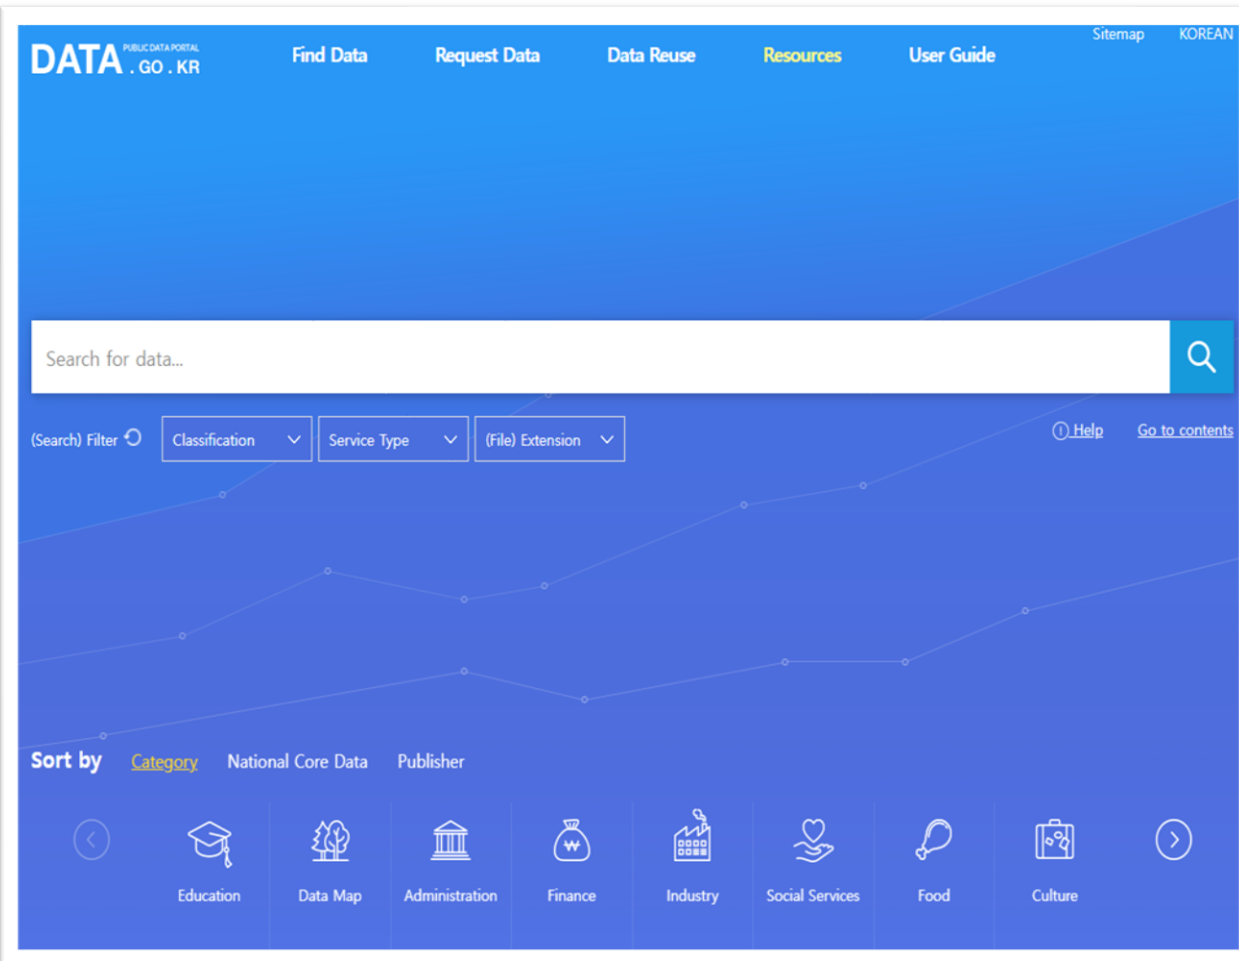 Sitemap KOREAN
DATA PUBLIC DATA PORTAL
. GO . KR
Find Data Request Data Data Reuse Resources User Guide
Search for data...
(Search) Filter Classification Service Type (File) Extension Help Go to contents
Sort by Category National Core Data Publisher
₩
Education Data Map Administration Finance Industry Social Services Food Culture